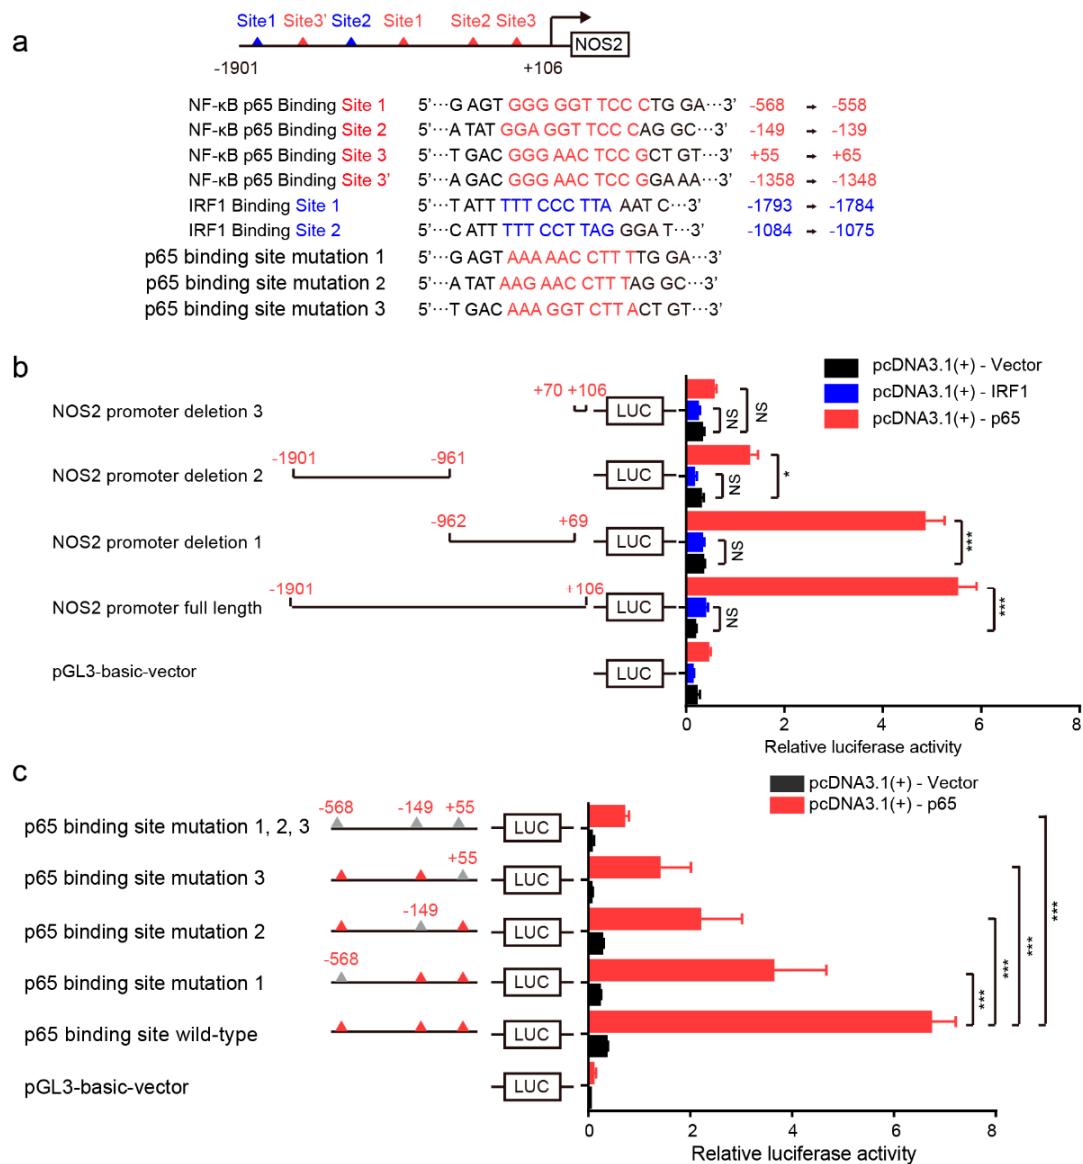 a
Site1 Site3' Site2 Site1 Site2 Site3
NOS2
-1901 +106
NF-κB p65 Binding Site 1 5'···G AGT GGG GGT TCC CTG GA···3' -568 → -558
NF-κB p65 Binding Site 2 5'···A TAT GGA GGT TCCC CAG GC···3' -149 → -139
NF-κB p65 Binding Site 3 5'···T GAC GGG AAC TCC GCT GT···3' +55 → +65
NF-κB p65 Binding Site 3' 5'···A GAC GGG AAC TCC GGA AA···3' -1358 → -1348
IRF1 Binding Site 1 5'···T ATT TTT CCC TTA AAT C···3' -1793 → -1784
IRF1 Binding Site 2 5'···C ATT TTT CCT TAG GGA T···3' -1084 → -1075
p65 binding site mutation 1 5'···G AGT AAA AAC CTT TTG GA···3'
p65 binding site mutation 2 5'···A TAT AAG AAC CTT TAG GC···3'
p65 binding site mutation 3 5'···T GAC AAA GGT CTT ACT GT···3'
b
pcDNA3.1(+) - Vector
pcDNA3.1(+) - IRF1
pcDNA3.1(+) - p65
NOS2 promoter deletion 3 +70 +106 LUC NS NS
NOS2 promoter deletion 2 -1901 -961 LUC NS *
NOS2 promoter deletion 1 -962 +69 LUC NS ***
NOS2 promoter full length -1901 +106 LUC NS ***
pGL3-basic-vector LUC
0 2 4 6 8
Relative luciferase activity
c
pcDNA3.1(+) - Vector
pcDNA3.1(+) - p65
p65 binding site mutation 1, 2, 3 -568 -149 +55 LUC ***
p65 binding site mutation 3 +55 LUC ***
p65 binding site mutation 2 -149 LUC ***
p65 binding site mutation 1 -568 LUC ***
p65 binding site wild-type LUC
pGL3-basic-vector LUC
0 2 4 6 8
Relative luciferase activity